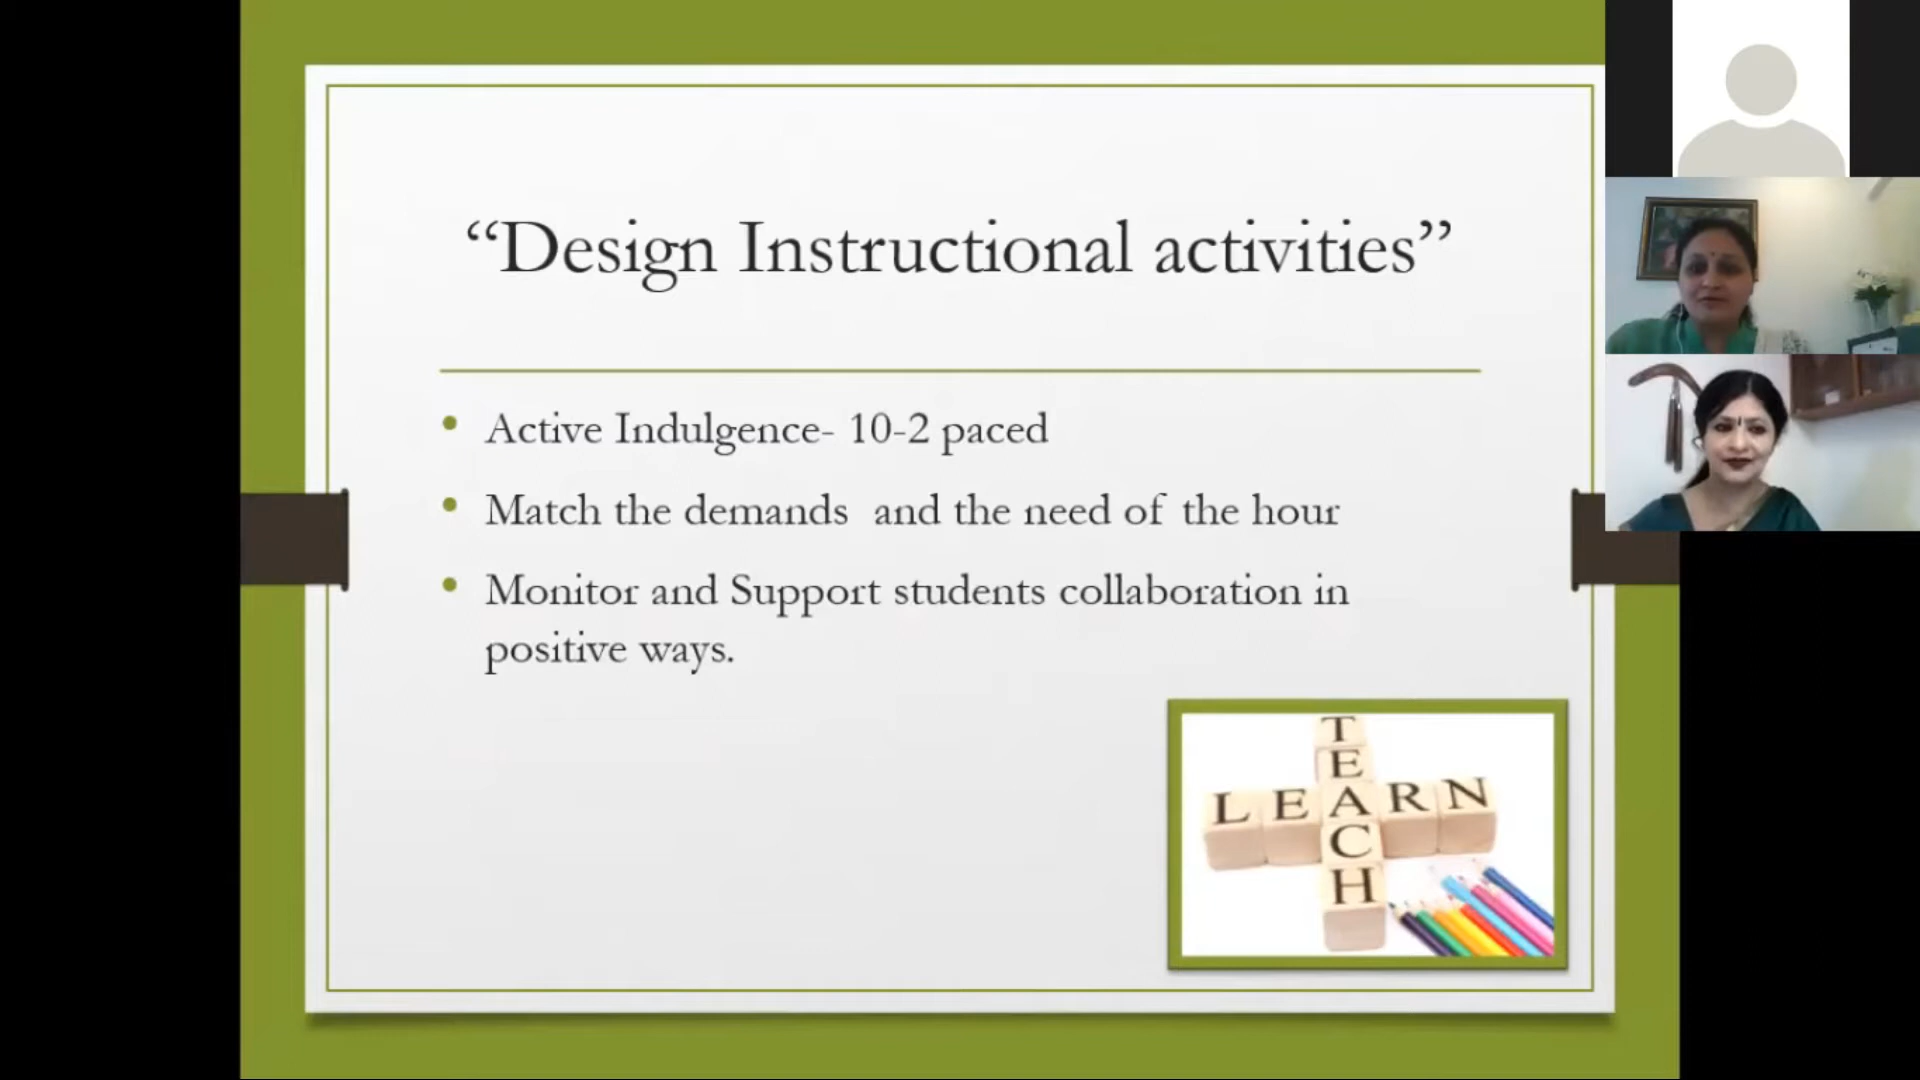 “Design Instructional activities”
Active Indulgence- 10-2 paced
Match the demands  and the need of the hour
Monitor and Support students collaboration in
positive ways.
TEACH
LEARN